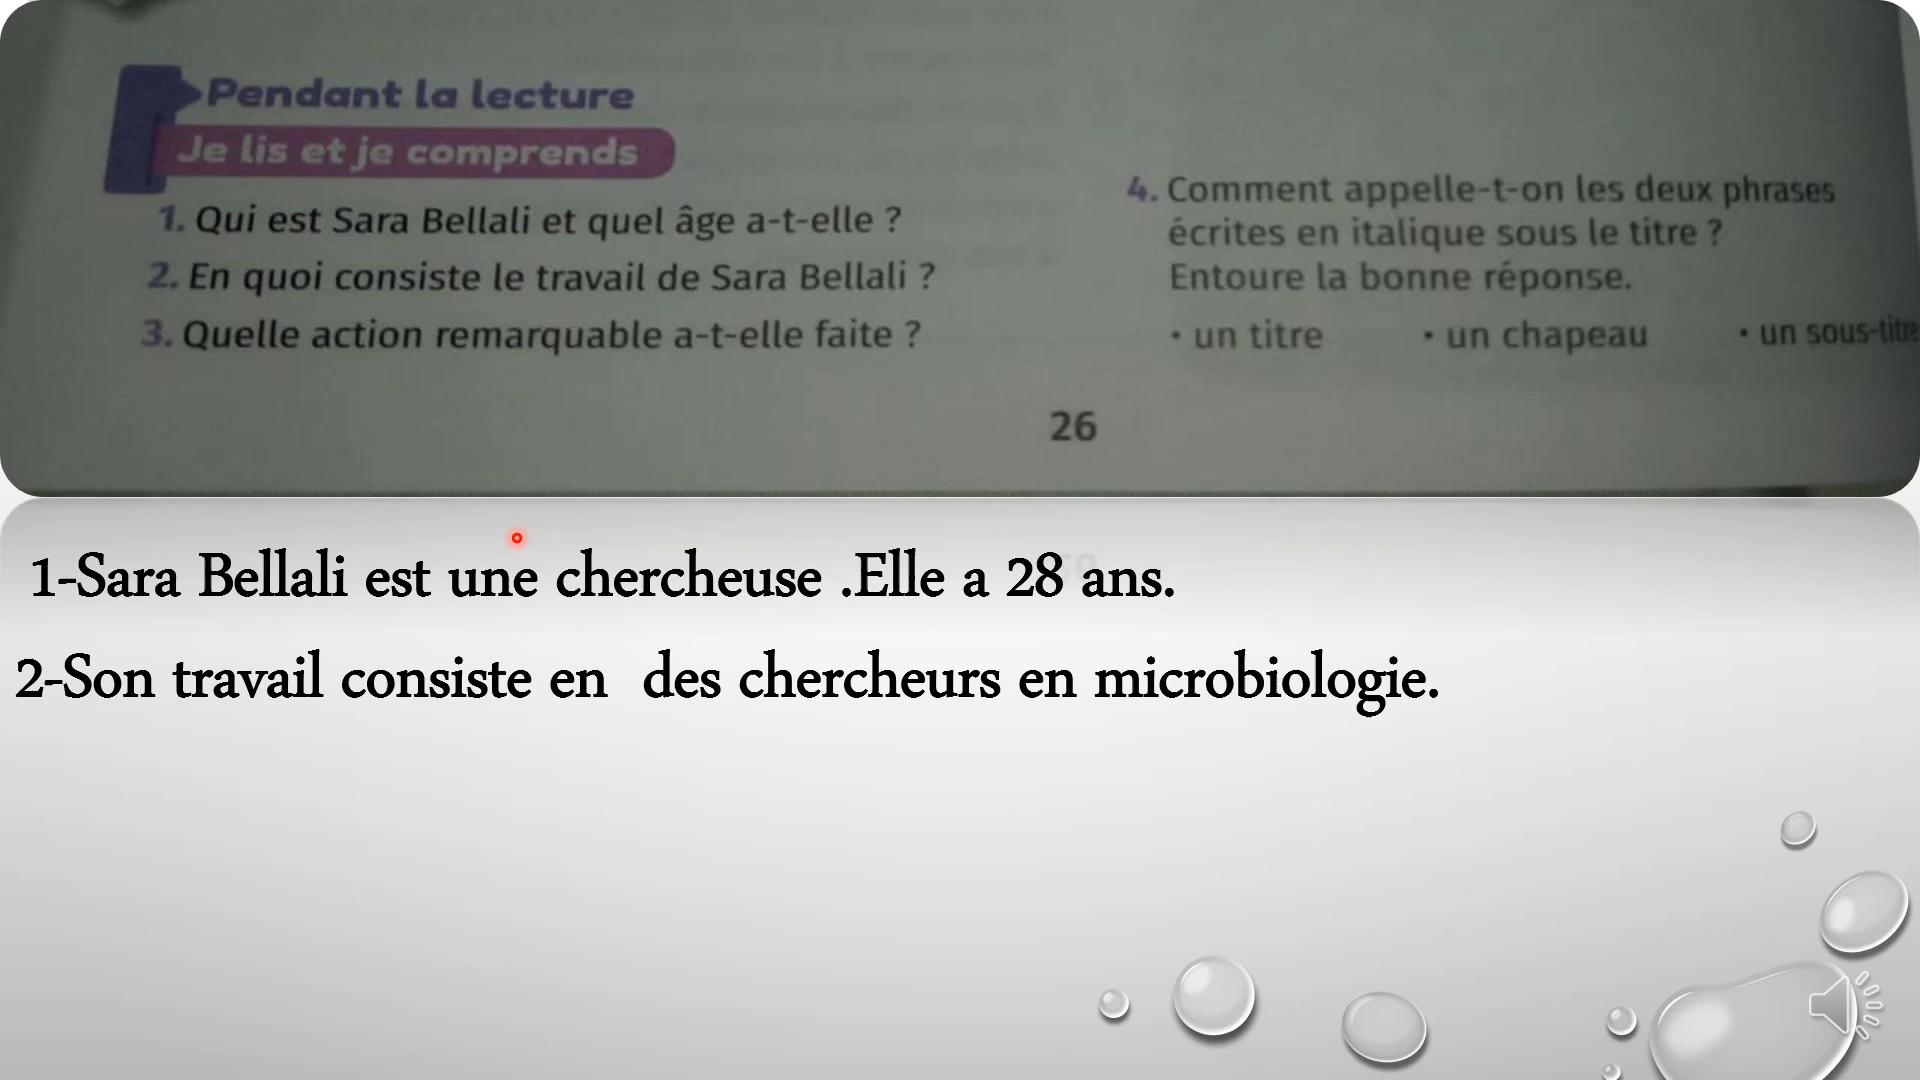 Pendant la lecture
Je lis et je comprends
1. Qui est Sara Bellali et quel âge a-t-elle ?
2. En quoi consiste le travail de Sara Bellali ?
3. Quelle action remarquable a-t-elle faite ?
4. Comment appelle-t-on les deux phrases
écrites en italique sous le titre ?
Entoure la bonne réponse.
• un titre • un chapeau • un sous-titre
26
1-Sara Bellali est une chercheuse .Elle a 28 ans.
2-Son travail consiste en des chercheurs en microbiologie.